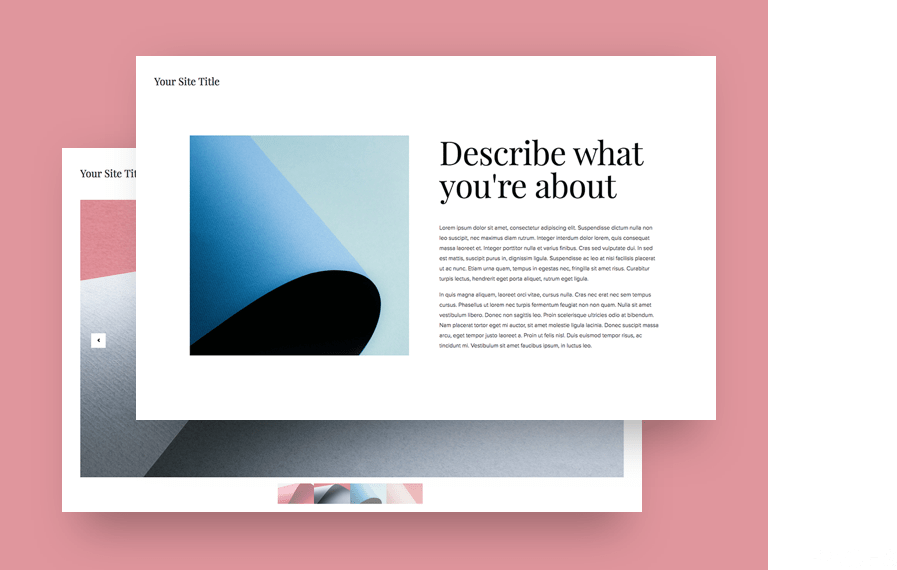 Your Site Title
Describe what
you're about
Lorem ipsum dolor sit amet, consectetur adipiscing elit. Suspendisse dictum nulla non
leo suscipit, nec maximus diam rutrum. Integer interdum dolor lorem, quis consequat
massa laoreet et. Integer porttitor nulla et varius finibus. Cras sed vulputate dui. In sed
est mattis, suscipit purus in, dignissim ligula. Suspendisse ac leo at nisi facilisis placerat
ut ac nunc. Etiam urna quam, tempus in egestas nec, fringilla sit amet risus. Curabitur
turpis lectus, hendrerit eget porta aliquet, rutrum eget ligula.
In quis magna aliquam, laoreet orci vitae, cursus nulla. Cras nec erat nec sem tempus
cursus. Phasellus ut lorem nec turpis fermentum feugiat non non quam. Nulla sit amet
vestibulum libero. Donec non sagittis leo. Proin scelerisque ultricies odio at bibendum.
Nam placerat tortor eget mi auctor, sit amet molestie ligula lacinia. Donec suscipit massa
arcu, eget tempor justo laoreet a. Proin ut felis nisl. Duis euismod tempor risus, ac
tincidunt mi. Vestibulum sit amet faucibus ipsum, in luctus leo.
Your Site Tit